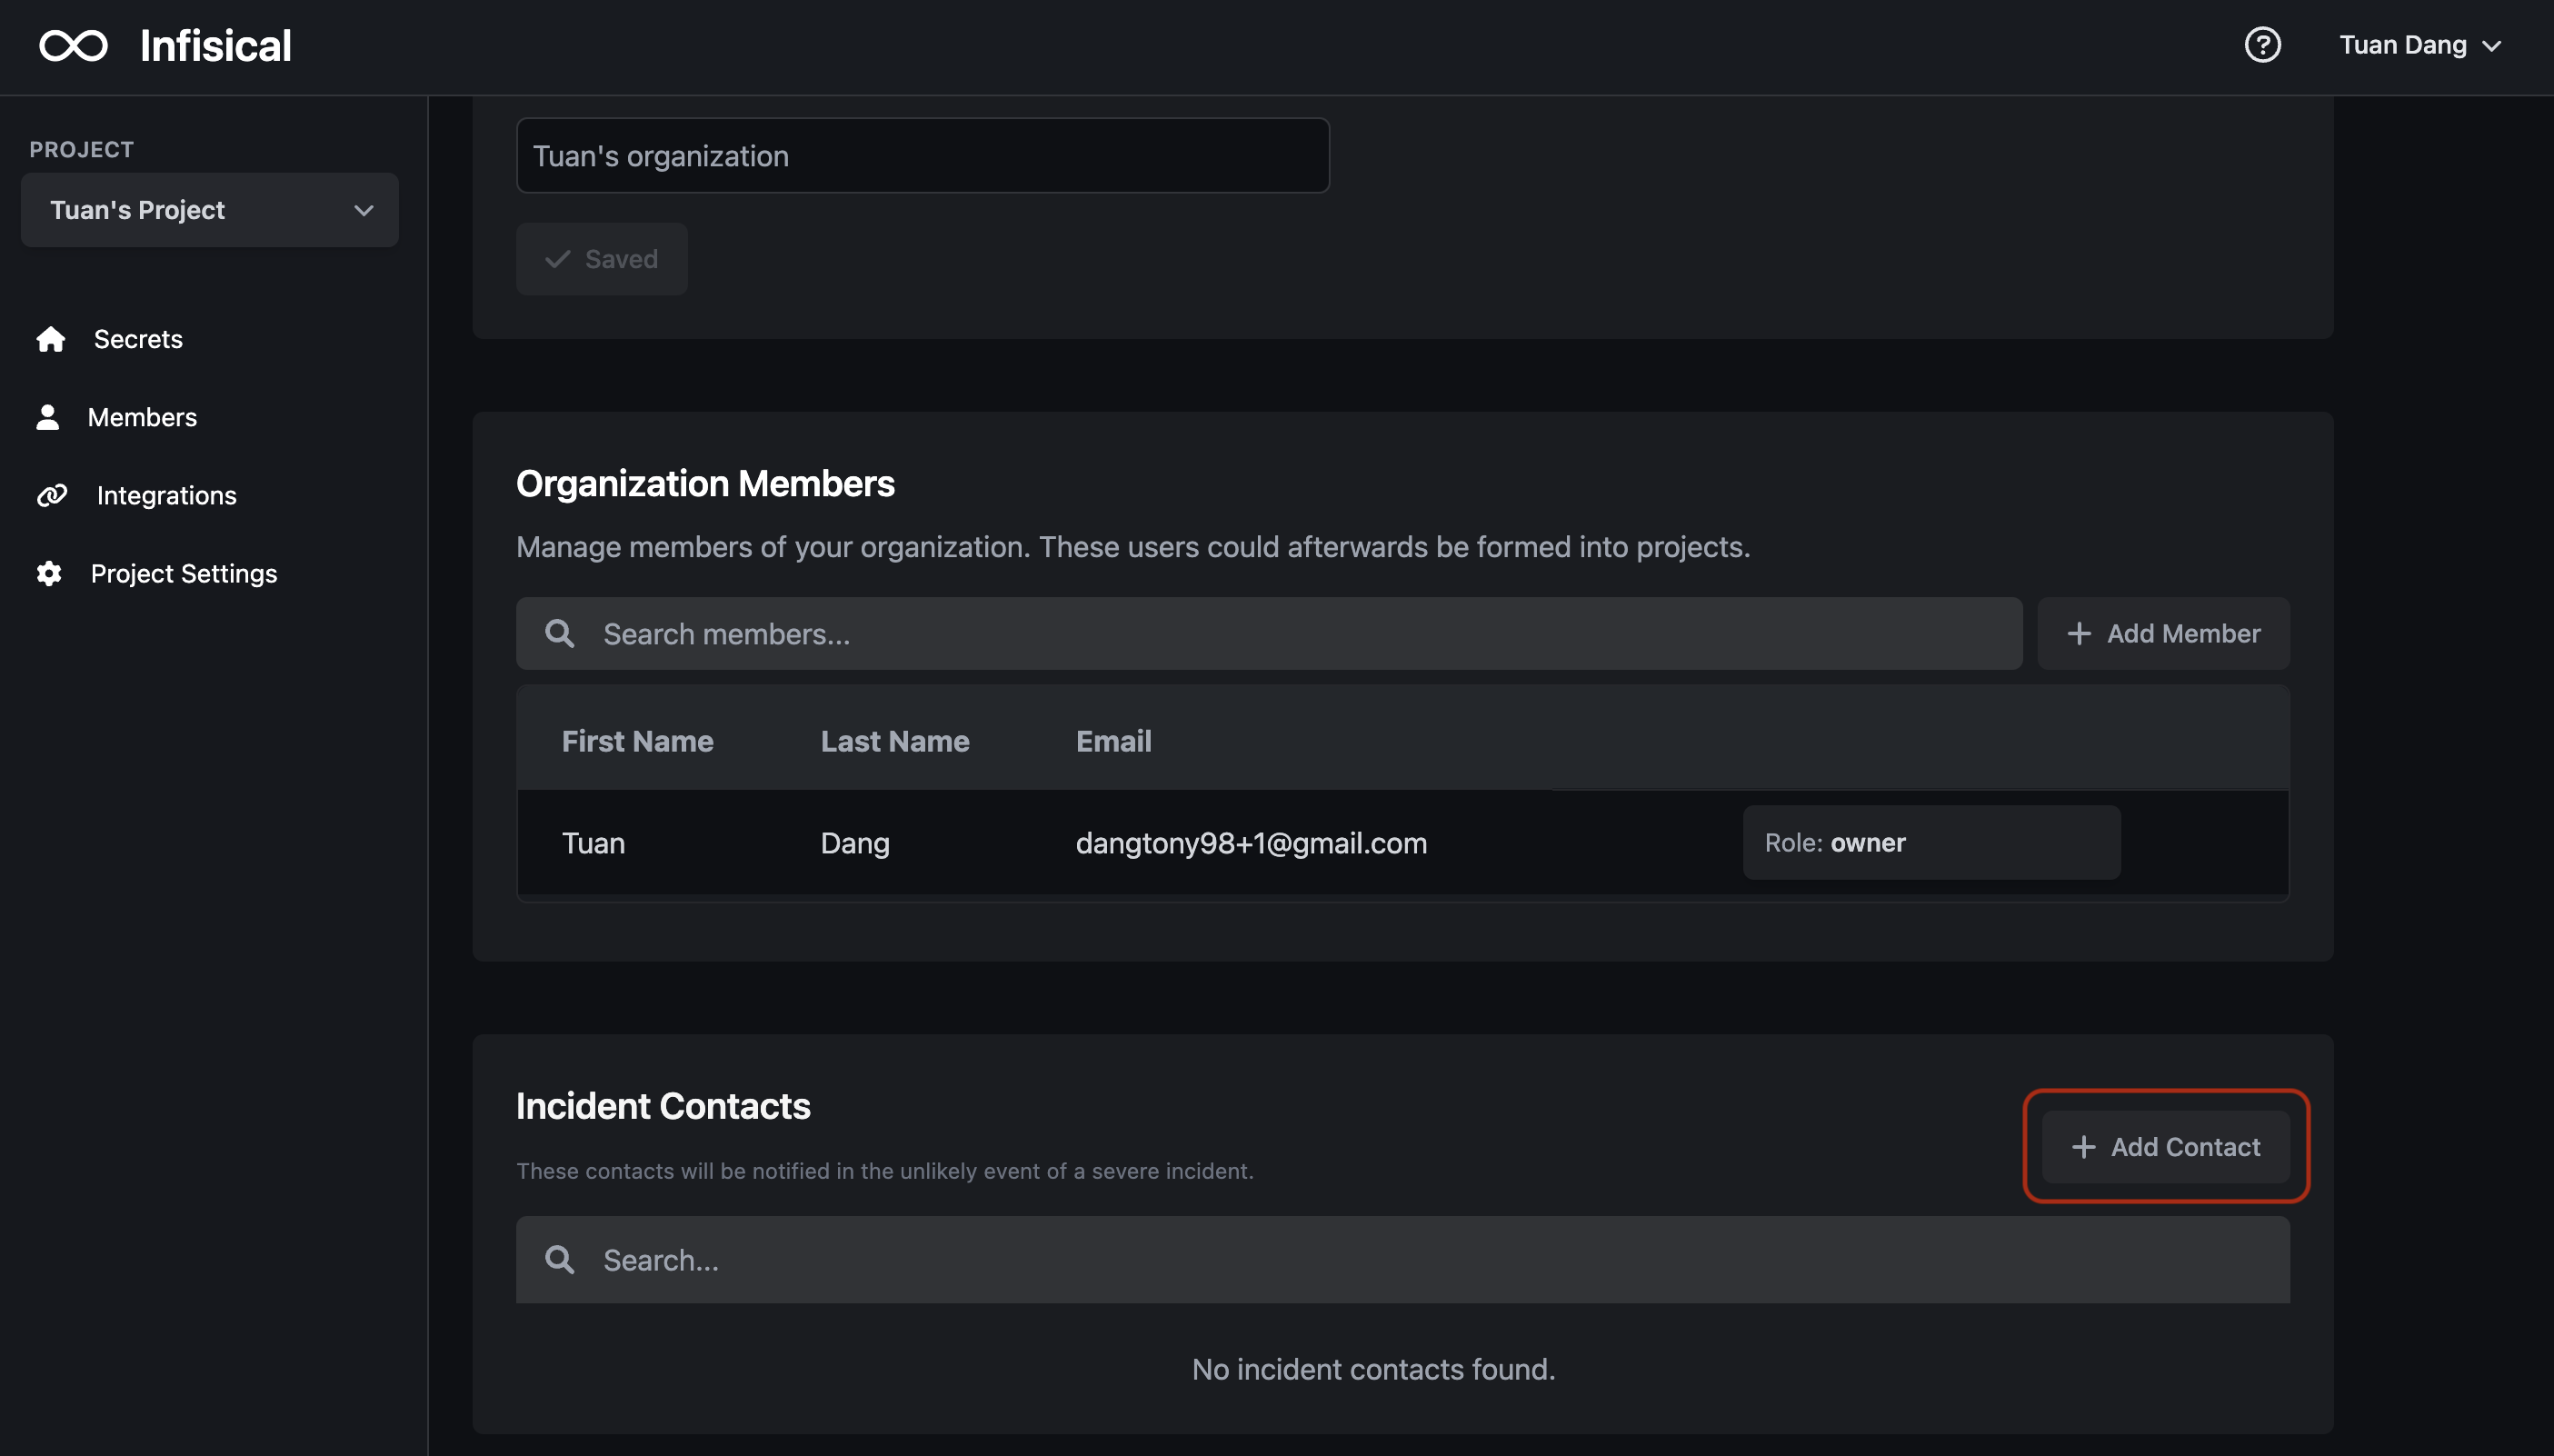 Infisical
Tuan Dang
PROJECT
Tuan's Project
Secrets
Members
Integrations
Project Settings
Tuan's organization
Saved
Organization Members
Manage members of your organization. These users could afterwards be formed into projects.
Search members...
Add Member
First Name Last Name Email
Tuan Dang dangtony98+1@gmail.com Role: owner
Incident Contacts
Add Contact
These contacts will be notified in the unlikely event of a severe incident.
Search...
No incident contacts found.